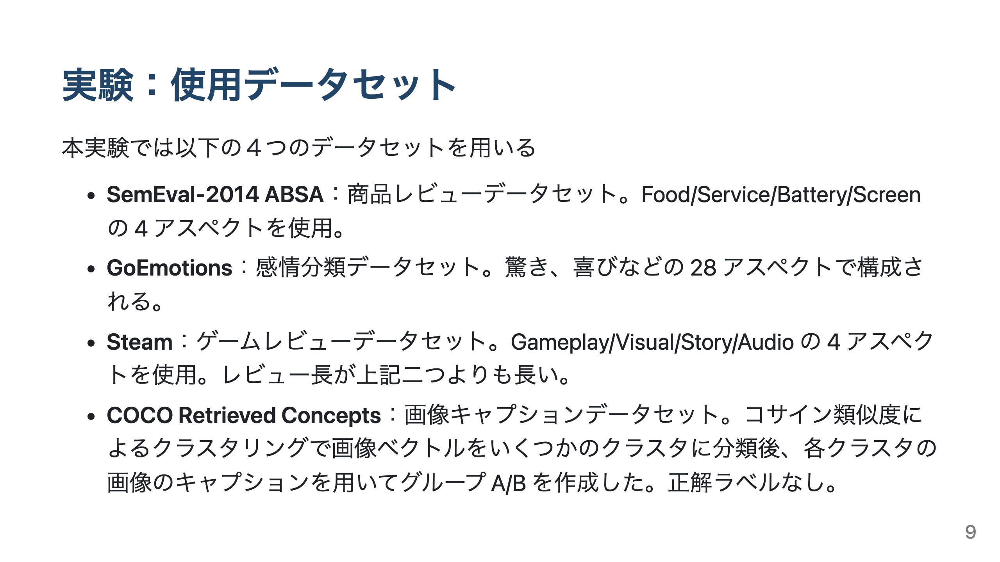 実験：使用データセット
本実験では以下の４つのデータセットを用いる
• SemEval-2014 ABSA：商品レビューデータセット。Food/Service/Battery/Screen
の 4 アスペクトを使用。
• GoEmotions：感情分類データセット。驚き、喜びなどの 28 アスペクトで構成さ
れる。
• Steam：ゲームレビューデータセット。Gameplay/Visual/Story/Audio の 4 アスペク
トを使用。レビュー長が上記二つよりも長い。
• COCO Retrieved Concepts：画像キャプションデータセット。コサイン類似度に
よるクラスタリングで画像ベクトルをいくつかのクラスタに分類後、各クラスタの
画像のキャプションを用いてグループ A/B を作成した。正解ラベルなし。
9